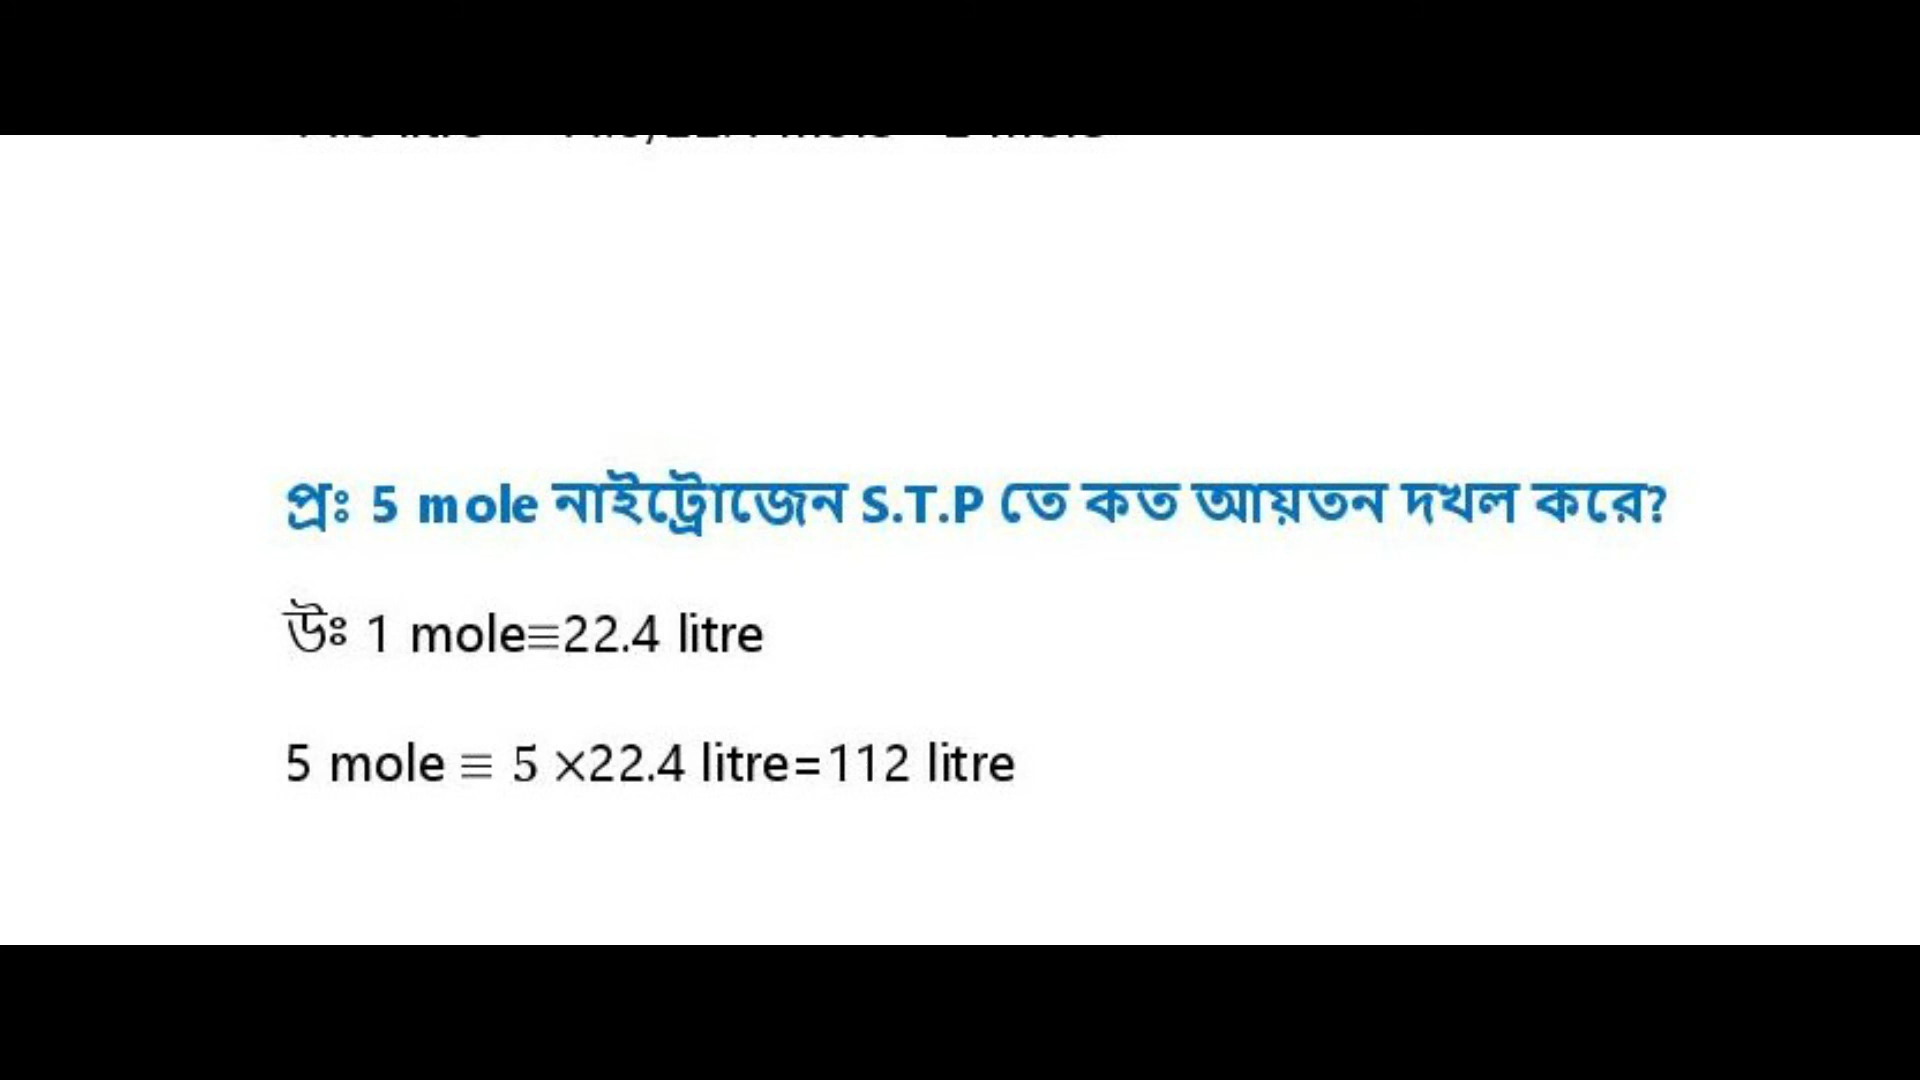 প্রঃ 5 mole নাইট্রোজেন S.T.P তে কত আয়তন দখল করে?
উঃ 1 mole≡22.4 litre
5 mole ≡ 5 ×22.4 litre=112 litre